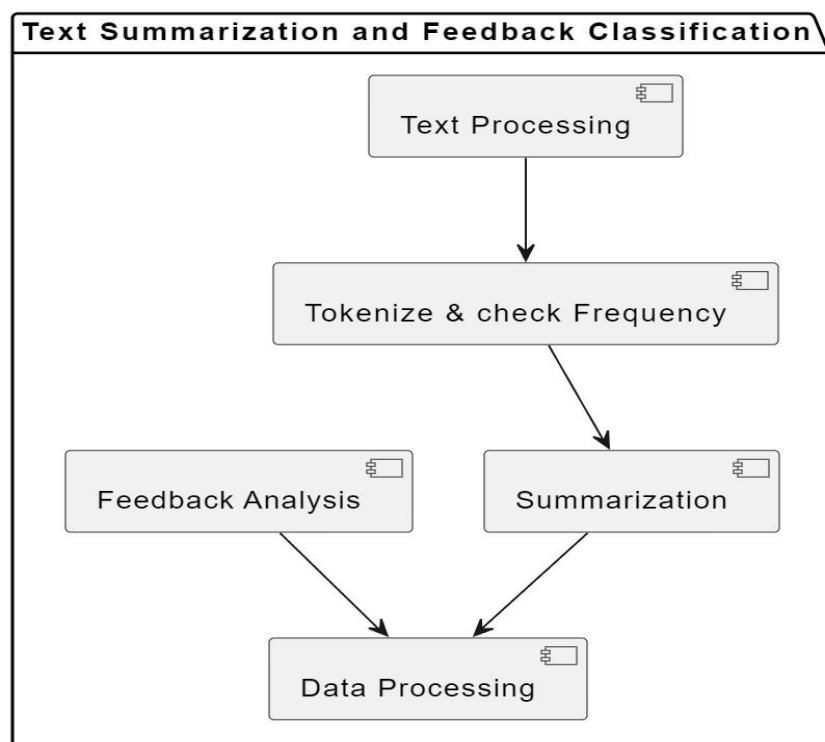 Text Summarization and Feedback Classification
Text Processing
Tokenize & check Frequency
Feedback Analysis
Summarization
Data Processing